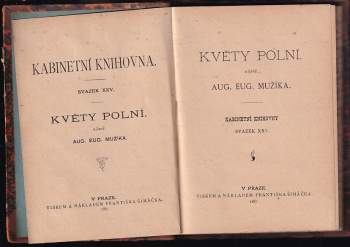 KABINETNÍ KNIHOVNA.
SVAZEK XXV.
KVĚTY POLNÍ.
AUG. EUG. MUŽÍKA.
V PRAZE.
TISKEM A NÁKLADEM FRANTIŠKA ŠIMÁČKA.
KVĚTY POLNÍ.
AUG. EUG. MUŽÍKA.
KABINETNÍ KNIHOVNY
SVAZEK XXV.
V PRAZE.
TISKEM A NÁKLADEM FRANTIŠKA ŠIMÁČKA.